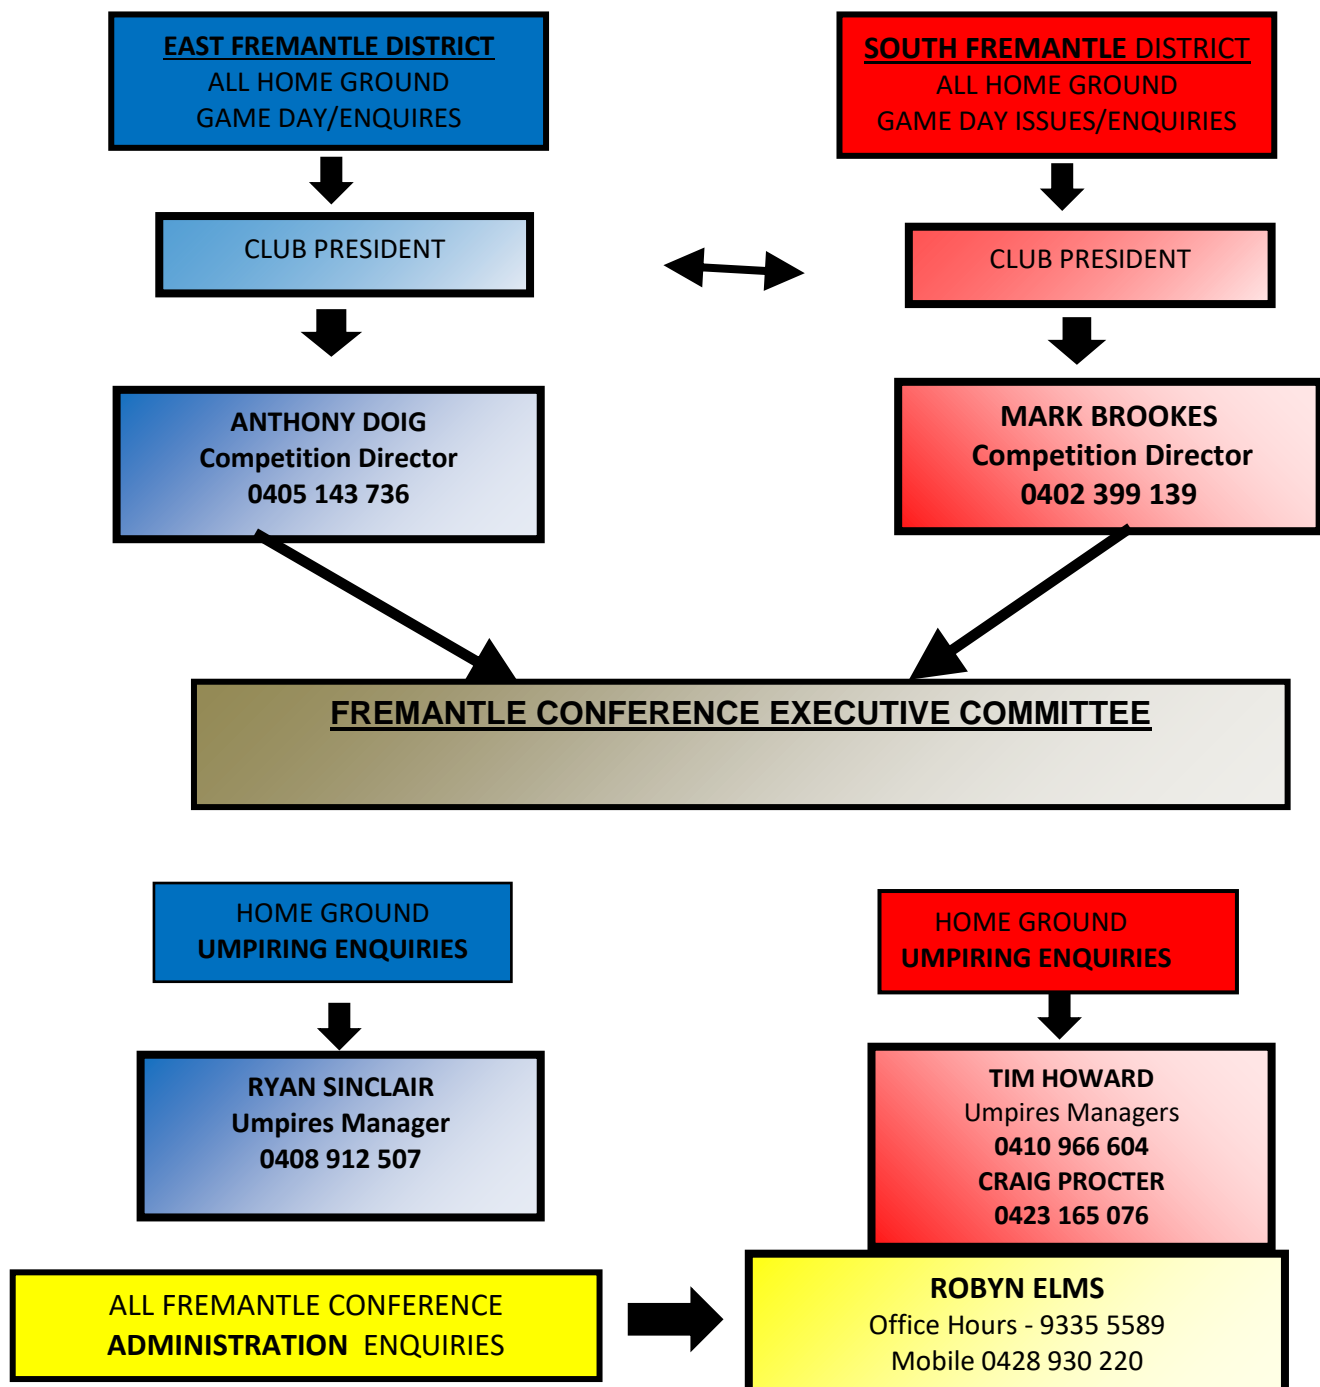 EAST FREMANTLE DISTRICT
ALL HOME GROUND
GAME DAY/ENQUIRES
SOUTH FREMANTLE DISTRICT
ALL HOME GROUND
GAME DAY ISSUES/ENQUIRIES
CLUB PRESIDENT
CLUB PRESIDENT
ANTHONY DOIG
Competition Director
0405 143 736
MARK BROOKES
Competition Director
0402 399 139
FREMANTLE CONFERENCE EXECUTIVE COMMITTEE
HOME GROUND
UMPIRING ENQUIRIES
HOME GROUND
UMPIRING ENQUIRIES
RYAN SINCLAIR
Umpires Manager
0408 912 507
TIM HOWARD
Umpires Managers
0410 966 604
CRAIG PROCTER
0423 165 076
ALL FREMANTLE CONFERENCE
ADMINISTRATION ENQUIRIES
ROBYN ELMS
Office Hours - 9335 5589
Mobile 0428 930 220